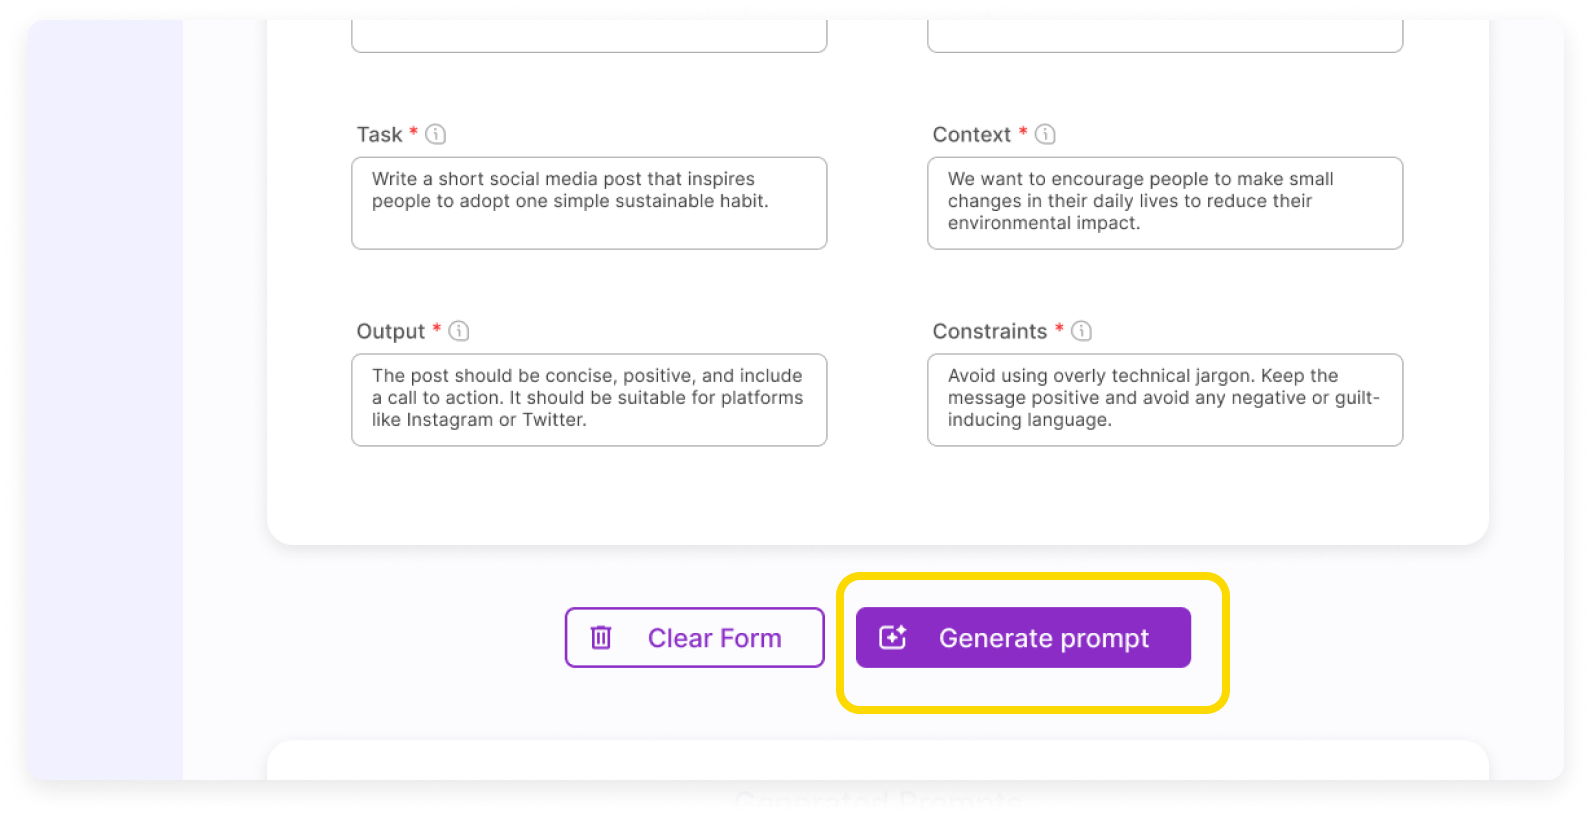 Task *
Write a short social media post that inspires
people to adopt one simple sustainable habit.
Context *
We want to encourage people to make small
changes in their daily lives to reduce their
environmental impact.
Output *
The post should be concise, positive, and include
a call to action. It should be suitable for platforms
like Instagram or Twitter.
Constraints *
Avoid using overly technical jargon. Keep the
message positive and avoid any negative or guilt-
inducing language.
Clear Form
Generate prompt
Generated Prompts